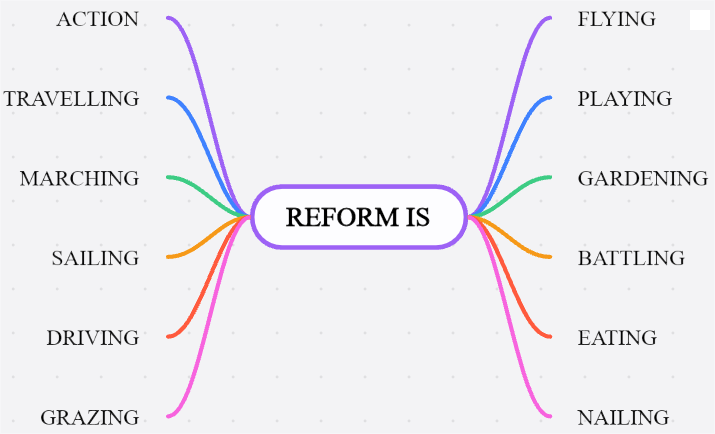 ACTION
TRAVELLING
MARCHING
SAILING
DRIVING
GRAZING
REFORM IS
FLYING
PLAYING
GARDENING
BATTLING
EATING
NAILING